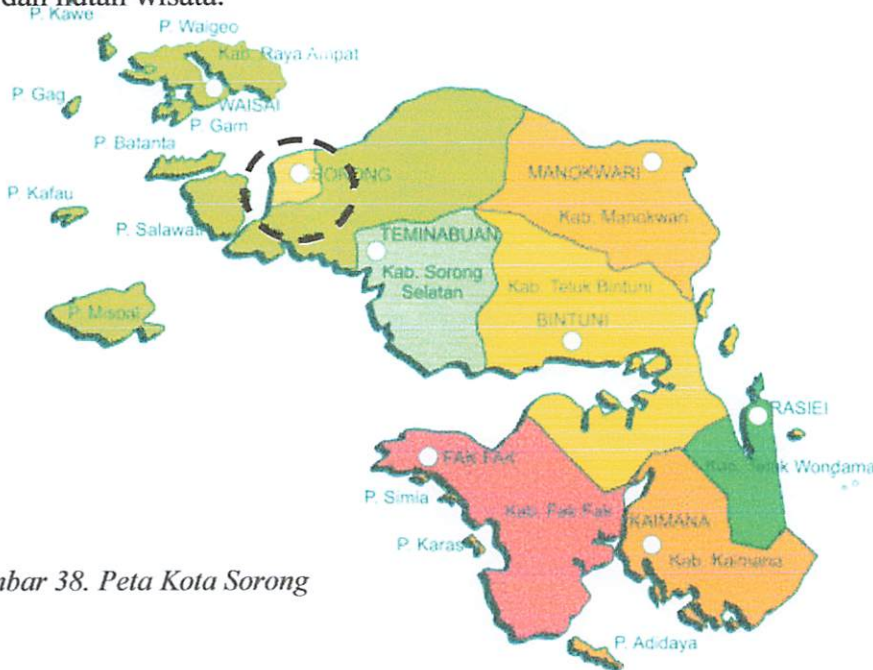 dan hutan wisata.
P. Kawe
P. Waigeo
Kab. Raya Ampat
P. Gag
WAISAI
P. Gam
P. Batanta
SORONG
MANOKWARI
P. Kafau
Kab. Manokwari
P. Salawati
TEMINABUAN
Kab. Sorong
Selatan
Kab. Teluk Bintuni
P. Misoal
BINTUNI
RASIEI
FAK FAK
Kab. Teluk Wondama
P. Simia
Kab. Fak Fak
KAIMANA
P. Karas
Kab. Kaimana
mbar 38. Peta Kota Sorong
P. Adidaya